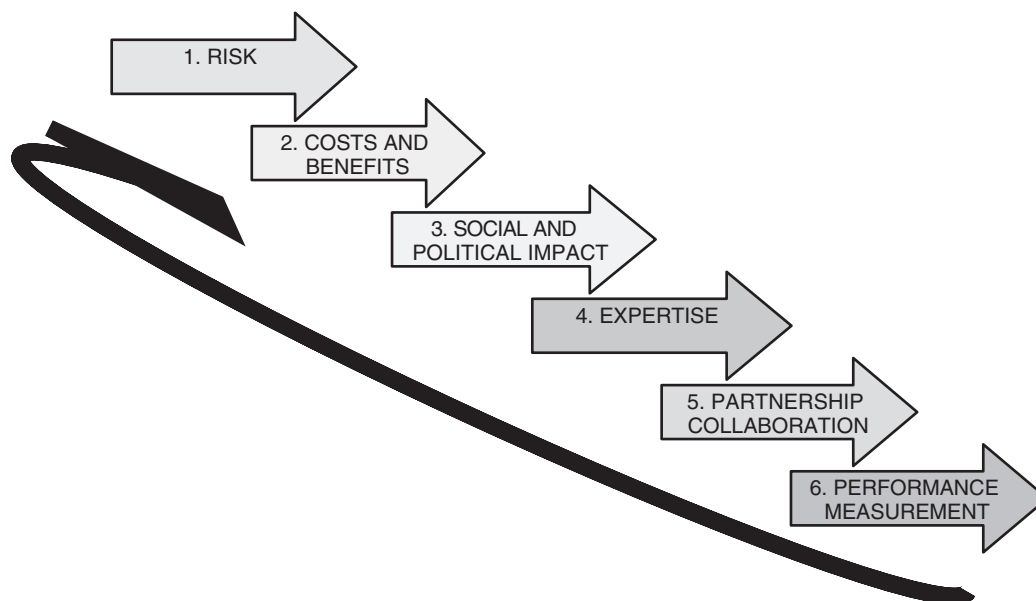 1. RISK
2. COSTS AND
BENEFITS
3. SOCIAL AND
POLITICAL IMPACT
4. EXPERTISE
5. PARTNERSHIP
COLLABORATION
6. PERFORMANCE
MEASUREMENT